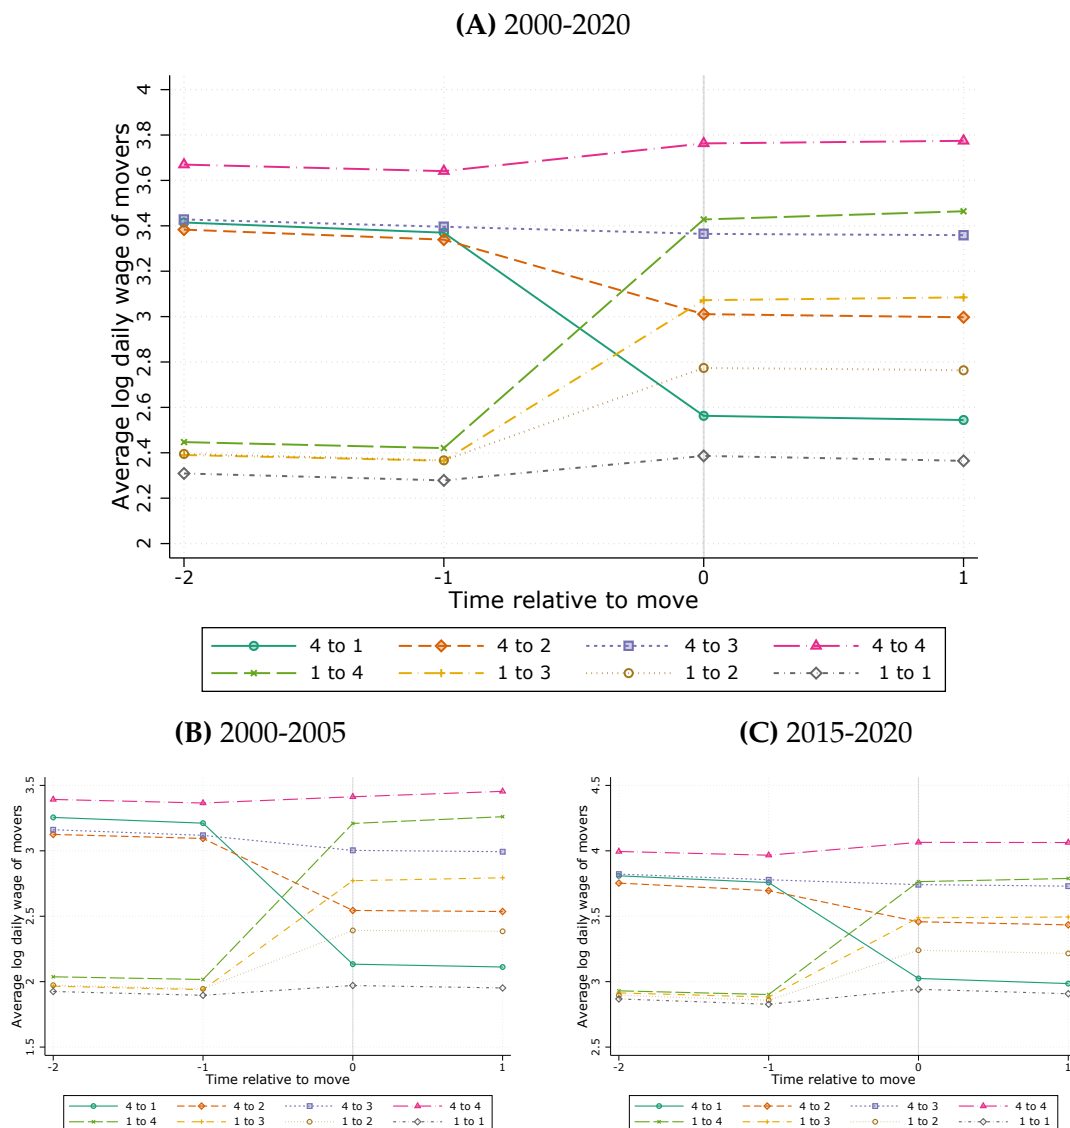 (A) 2000-2020
Average log daily wage of movers
4
3.8
3.6
3.4
3.2
3
2.8
2.6
2.4
2.2
2
-2 -1 0 1
Time relative to move
4 to 1 4 to 2 4 to 3 4 to 4
1 to 4 1 to 3 1 to 2 1 to 1
(B) 2000-2005
Average log daily wage of movers
3.5
3
2.5
2
1.5
-2 -1 0 1
Time relative to move
4 to 1 4 to 2 4 to 3 4 to 4
1 to 4 1 to 3 1 to 2 1 to 1
(C) 2015-2020
Average log daily wage of movers
4.5
4
3.5
3
2.5
-2 -1 0 1
Time relative to move
4 to 1 4 to 2 4 to 3 4 to 4
1 to 4 1 to 3 1 to 2 1 to 1